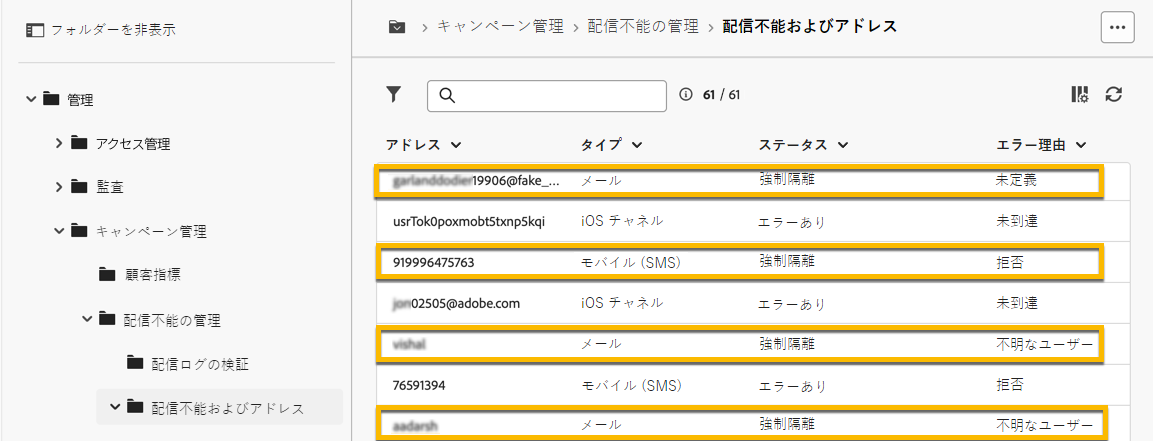 フォルダーを非表示
管理
アクセス管理
監査
キャンペーン管理
顧客指標
配信不能の管理
配信ログの検証
配信不能およびアドレス
キャンペーン管理 > 配信不能の管理 > 配信不能およびアドレス
61 / 61
アドレス タイプ ステータス エラー理由
19906@fake_... メール 強制隔離 未定義
usrTok0poxmobt5txnp5kqi iOS チャネル エラーあり 未到達
919996475763 モバイル (SMS) 強制隔離 拒否
02505@adobe.com iOS チャネル エラーあり 未到達
メール 強制隔離 不明なユーザー
76591394 モバイル (SMS) エラーあり 拒否
メール 強制隔離 不明なユーザー